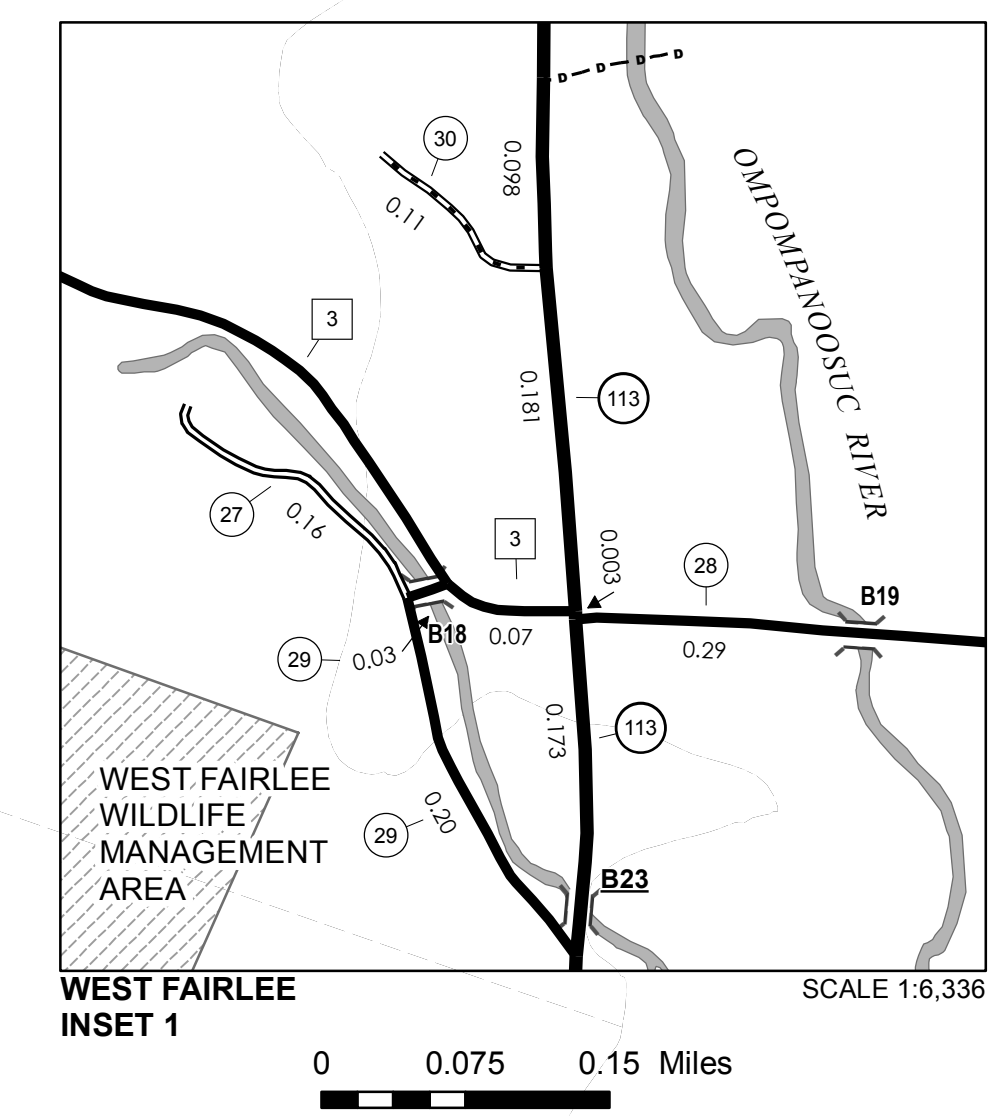 D D D D
30
0.098
0.11
OMPOMPANOOSUC RIVER
3
0.181
113
27
0.16
3
0.003
28
B19
B18
0.07
0.29
29
0.03
0.173
113
WEST FAIRLEE
WILDLIFE
MANAGEMENT
AREA
0.20
29
B23
WEST FAIRLEE
INSET 1
SCALE 1:6,336
0 0.075 0.15 Miles